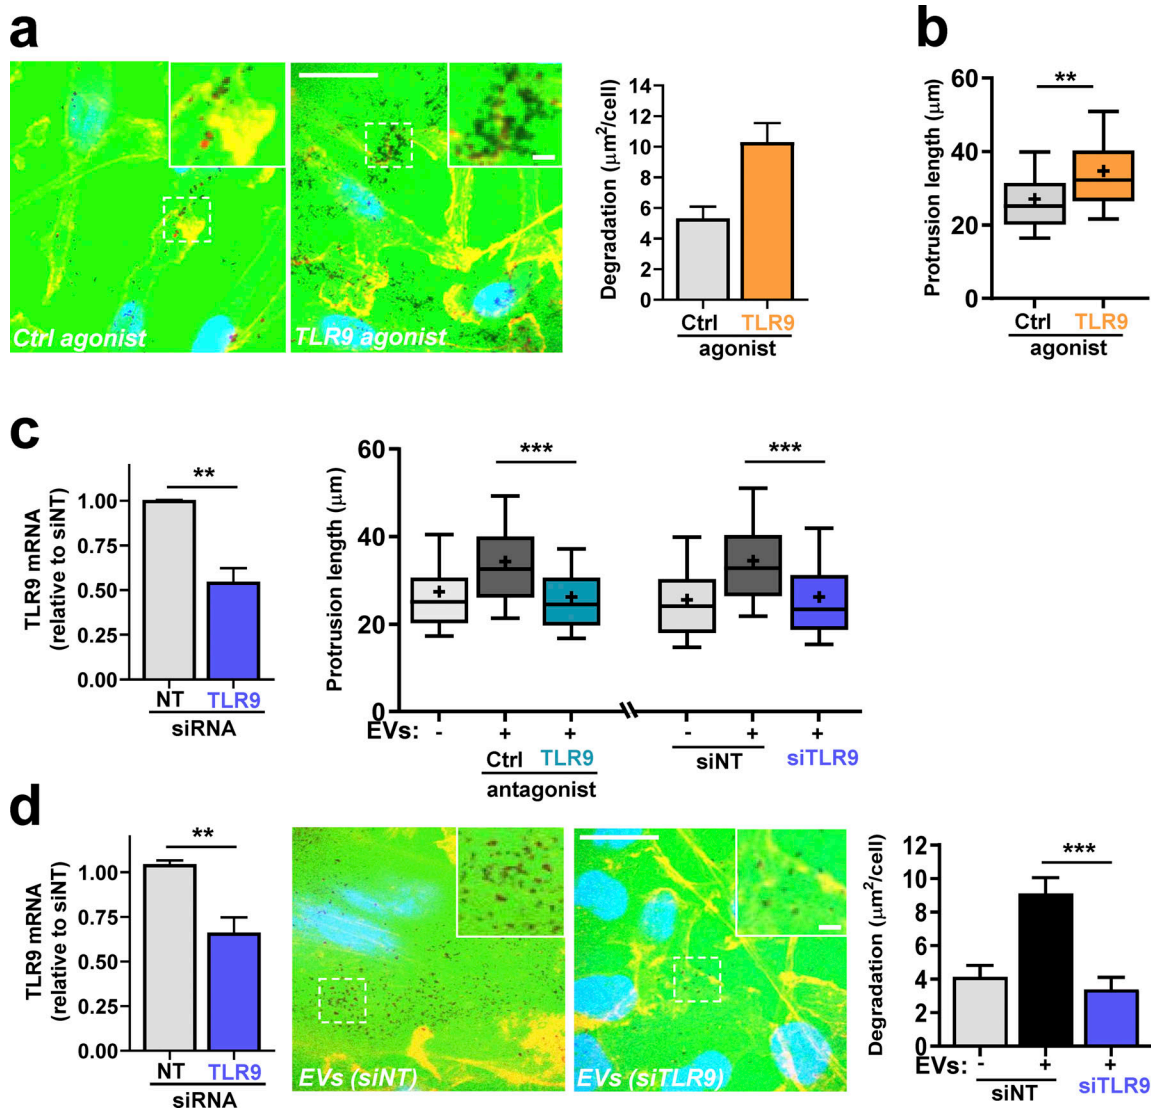 a
Ctrl agonist
TLR9 agonist
Degradation (μm²/cell)
14
12
10
8
6
4
2
0
Ctrl TLR9
agonist
b
Protrusion length (μm)
60
40
20
0
**
Ctrl TLR9
agonist
c
TLR9 mRNA
(relative to siNT)
1.00
0.75
0.50
0.25
0.00
**
NT TLR9
siRNA
Protrusion length (μm)
60
40
20
0
***
***
EVs: - + + - + +
Ctrl TLR9 siNT siTLR9
antagonist
d
TLR9 mRNA
(relative to siNT)
1.00
0.75
0.50
0.25
0.00
**
NT TLR9
siRNA
EVs (siNT)
EVs (siTLR9)
Degradation (μm²/cell)
12
10
8
6
4
2
0
***
EVs: - + +
siNT siTLR9